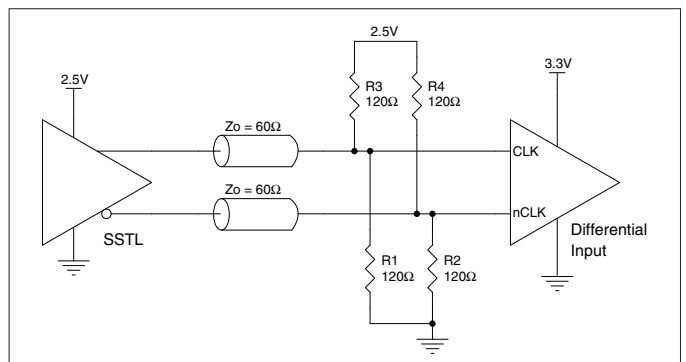 2.5V
2.5V
3.3V
R3
120Ω
R4
120Ω
Zo = 60Ω
CLK
Zo = 60Ω
nCLK
SSTL
Differential
Input
R1
120Ω
R2
120Ω